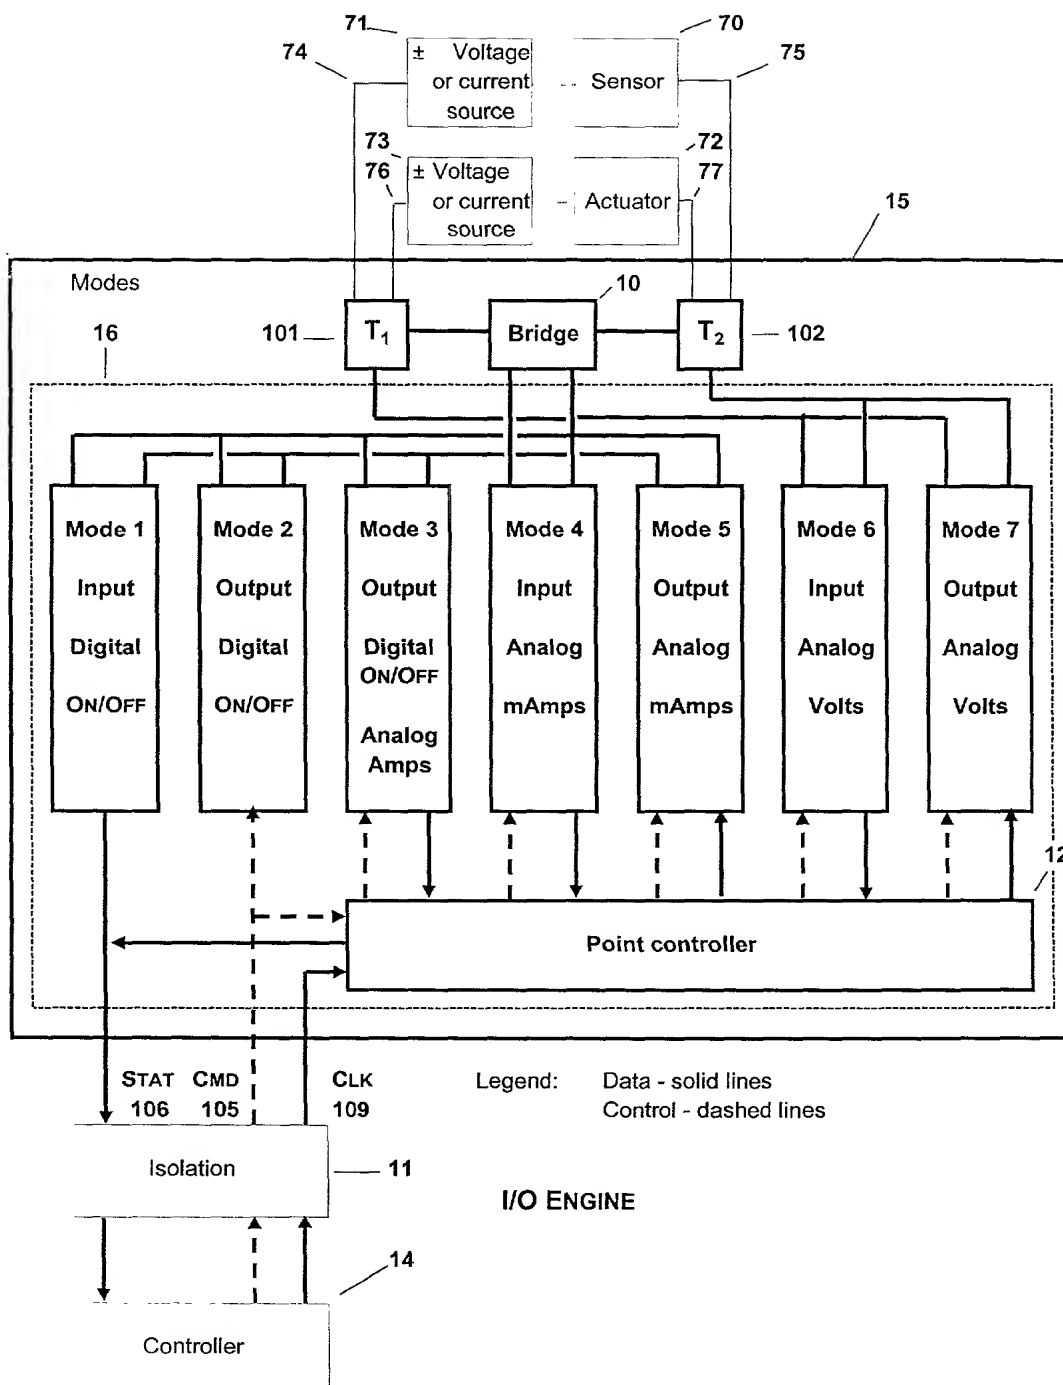 71
70
74
± Voltage
or current
source
Sensor
75
73
72
76
± Voltage
or current
source
Actuator
77
15
Modes
10
16
101
T1
Bridge
T2
102
Mode 1
Input
Digital
ON/OFF
Mode 2
Output
Digital
ON/OFF
Mode 3
Output
Digital
ON/OFF
Analog
Amps
Mode 4
Input
Analog
mAmps
Mode 5
Output
Analog
mAmps
Mode 6
Input
Analog
Volts
Mode 7
Output
Analog
Volts
12
Point controller
STAT
106
CMD
105
CLK
109
Legend: Data - solid lines
Control - dashed lines
Isolation
11
I/O ENGINE
14
Controller